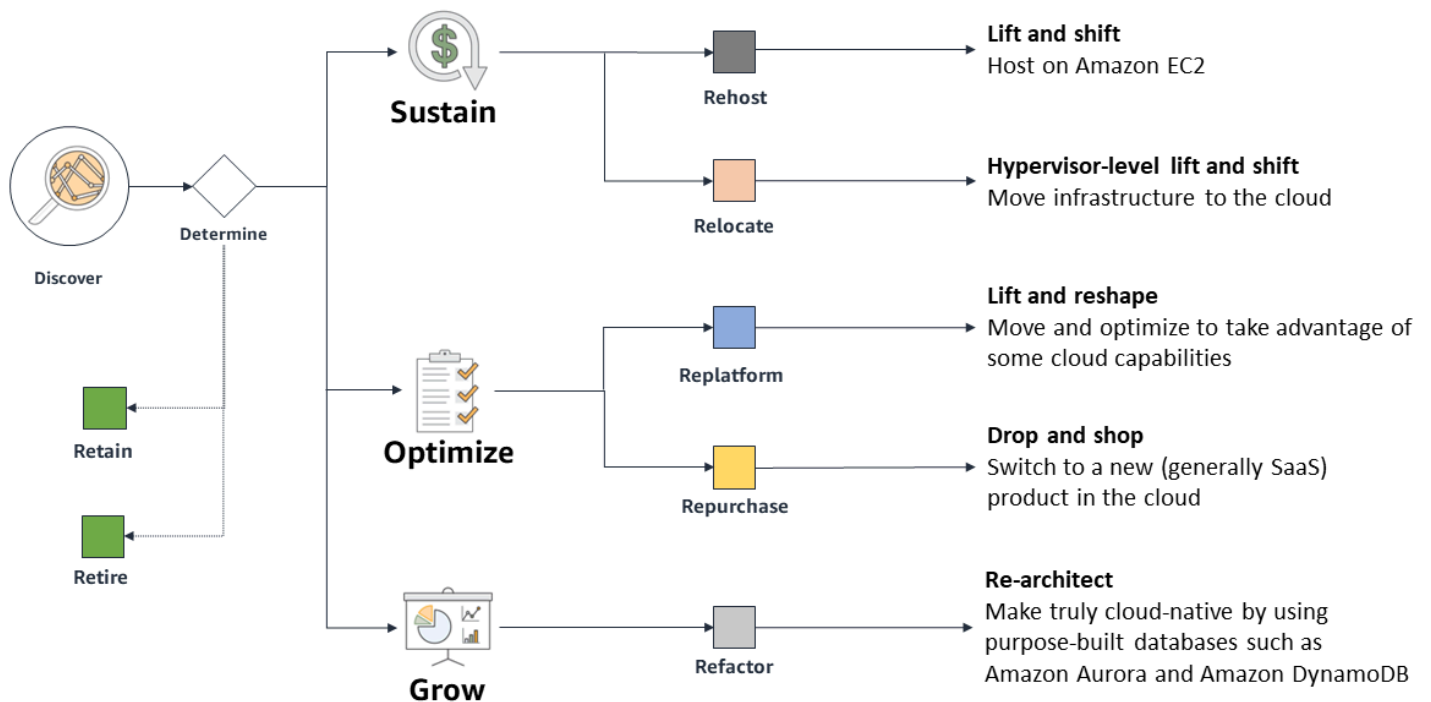 Discover
Determine
Retain
Retire
Sustain
Rehost
Lift and shift
Host on Amazon EC2
Relocate
Hypervisor-level lift and shift
Move infrastructure to the cloud
Optimize
Replatform
Lift and reshape
Move and optimize to take advantage of
some cloud capabilities
Repurchase
Drop and shop
Switch to a new (generally SaaS)
product in the cloud
Grow
Refactor
Re-architect
Make truly cloud-native by using
purpose-built databases such as
Amazon Aurora and Amazon DynamoDB